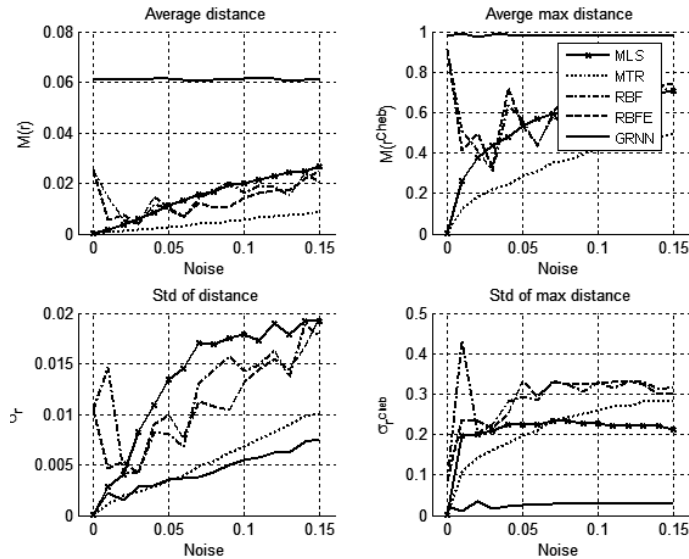 Average distance
0.08
0.06
0.04
0.02
0
M(r)
0 0.05 0.1 0.15
Noise
Averge max distance
1
0.8
0.6
0.4
0.2
0
M(r^Cheb)
MLS
MTR
RBF
RBFE
GRNN
0 0.05 0.1 0.15
Noise
Std of distance
0.02
0.015
0.01
0.005
0
σr
0 0.05 0.1 0.15
Noise
Std of max distance
0.5
0.4
0.3
0.2
0.1
0
σr^Cheb
0 0.05 0.1 0.15
Noise